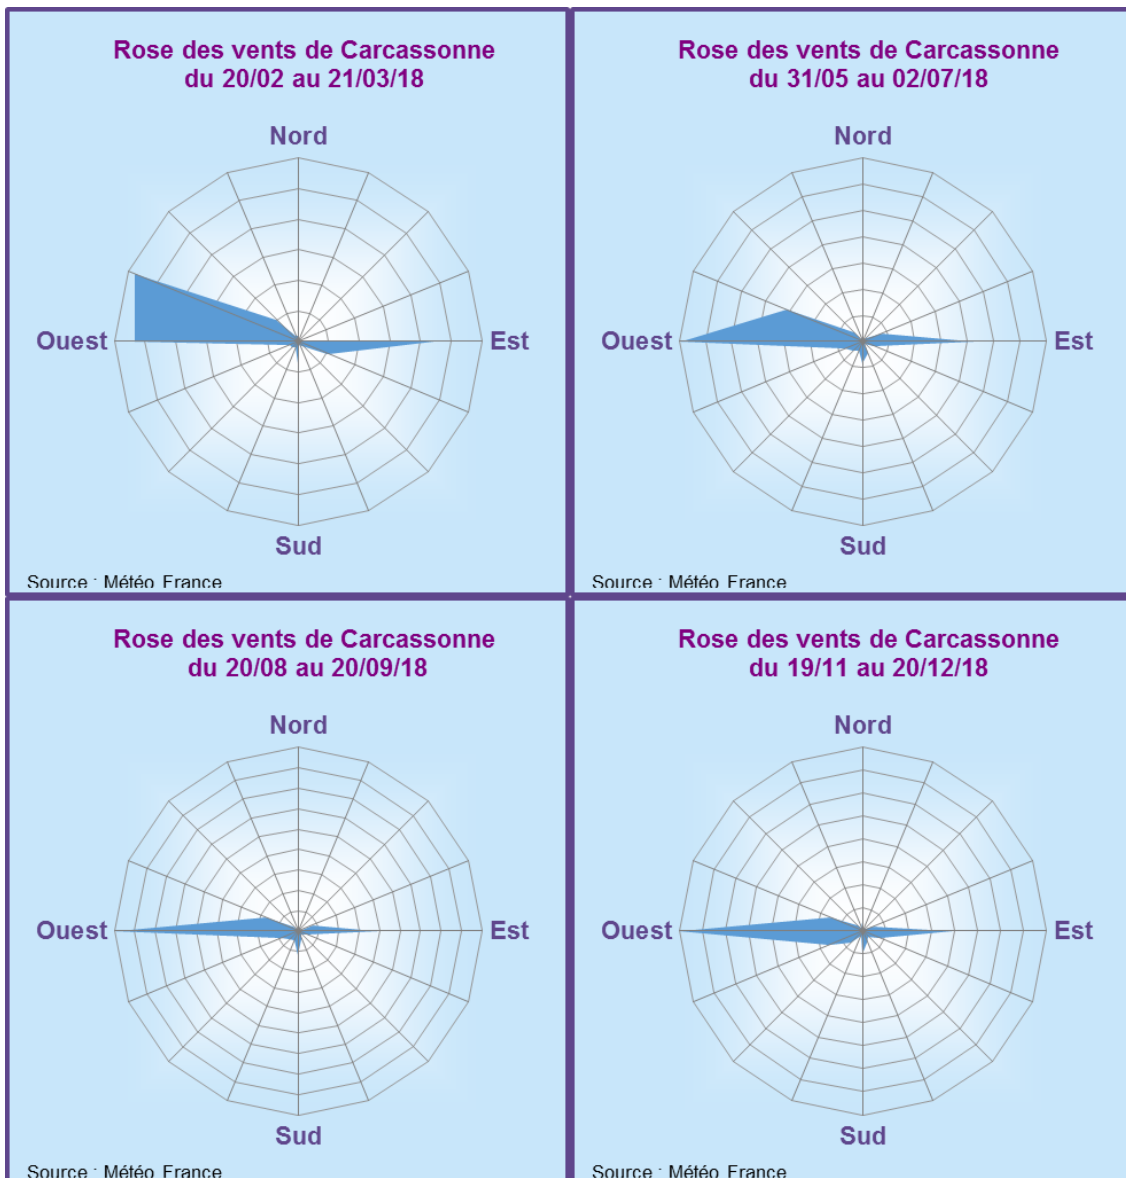 Rose des vents de Carcassonne
du 20/02 au 21/03/18
Nord
Ouest
Est
Sud
Source : Météo France
Rose des vents de Carcassonne
du 31/05 au 02/07/18
Nord
Ouest
Est
Sud
Source : Météo France
Rose des vents de Carcassonne
du 20/08 au 20/09/18
Nord
Ouest
Est
Sud
Source : Météo France
Rose des vents de Carcassonne
du 19/11 au 20/12/18
Nord
Ouest
Est
Sud
Source : Météo France